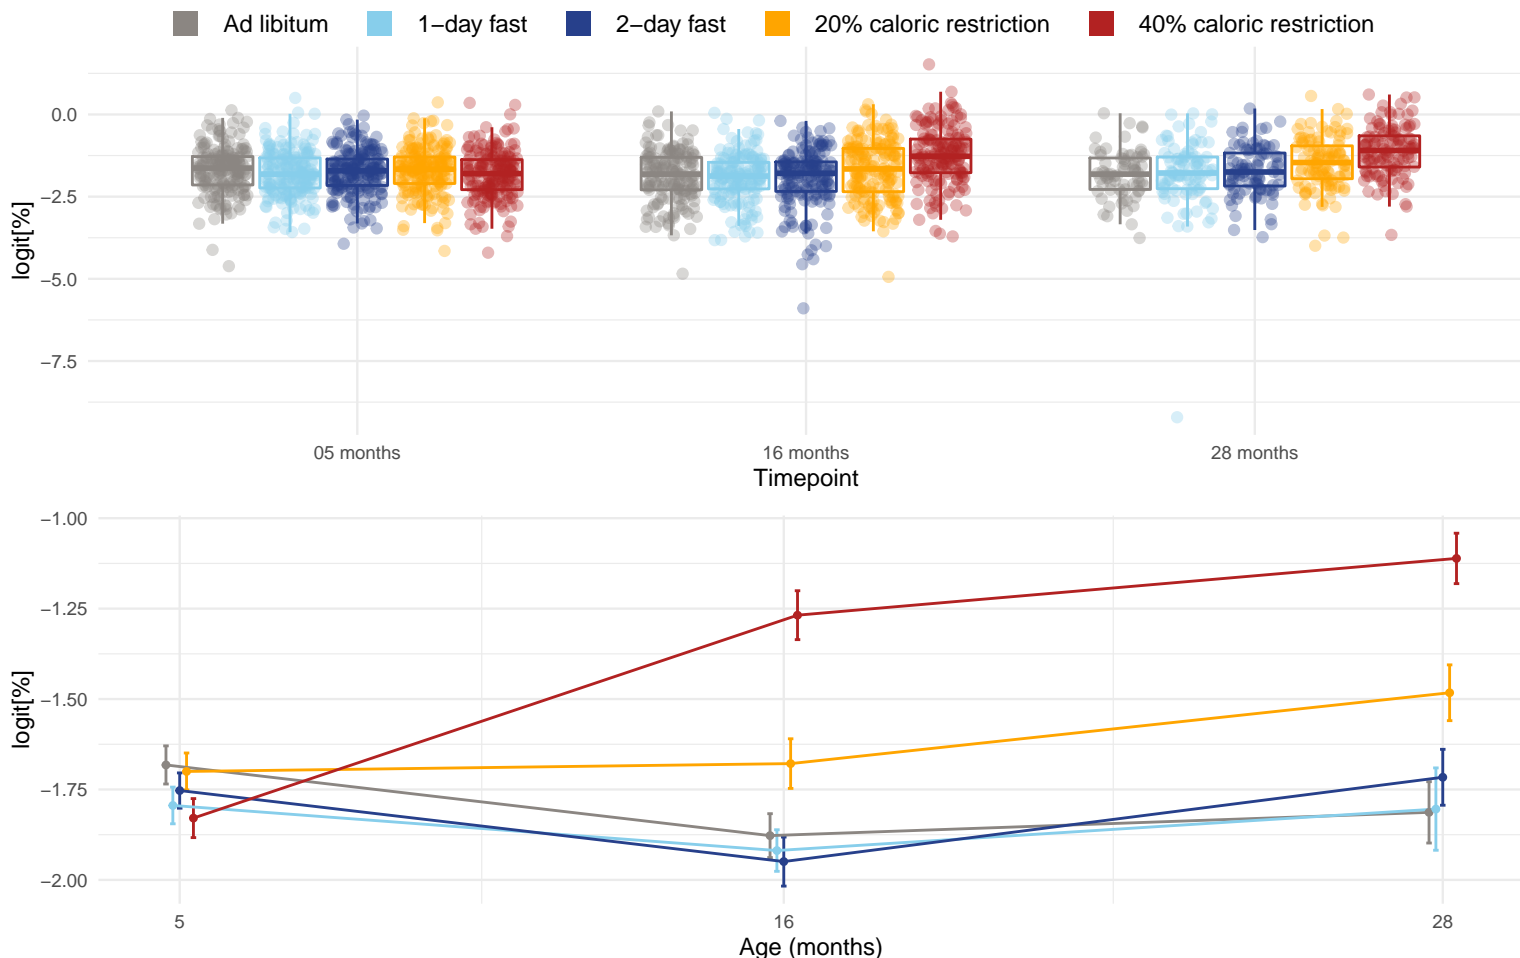 Ad libitum 1−day fast 2−day fast 20% caloric restriction 40% caloric restriction
logit[%]
0.0
−2.5
−5.0
−7.5
05 months 16 months 28 months
Timepoint
logit[%]
−1.00
−1.25
−1.50
−1.75
−2.00
5 16 28
Age (months)